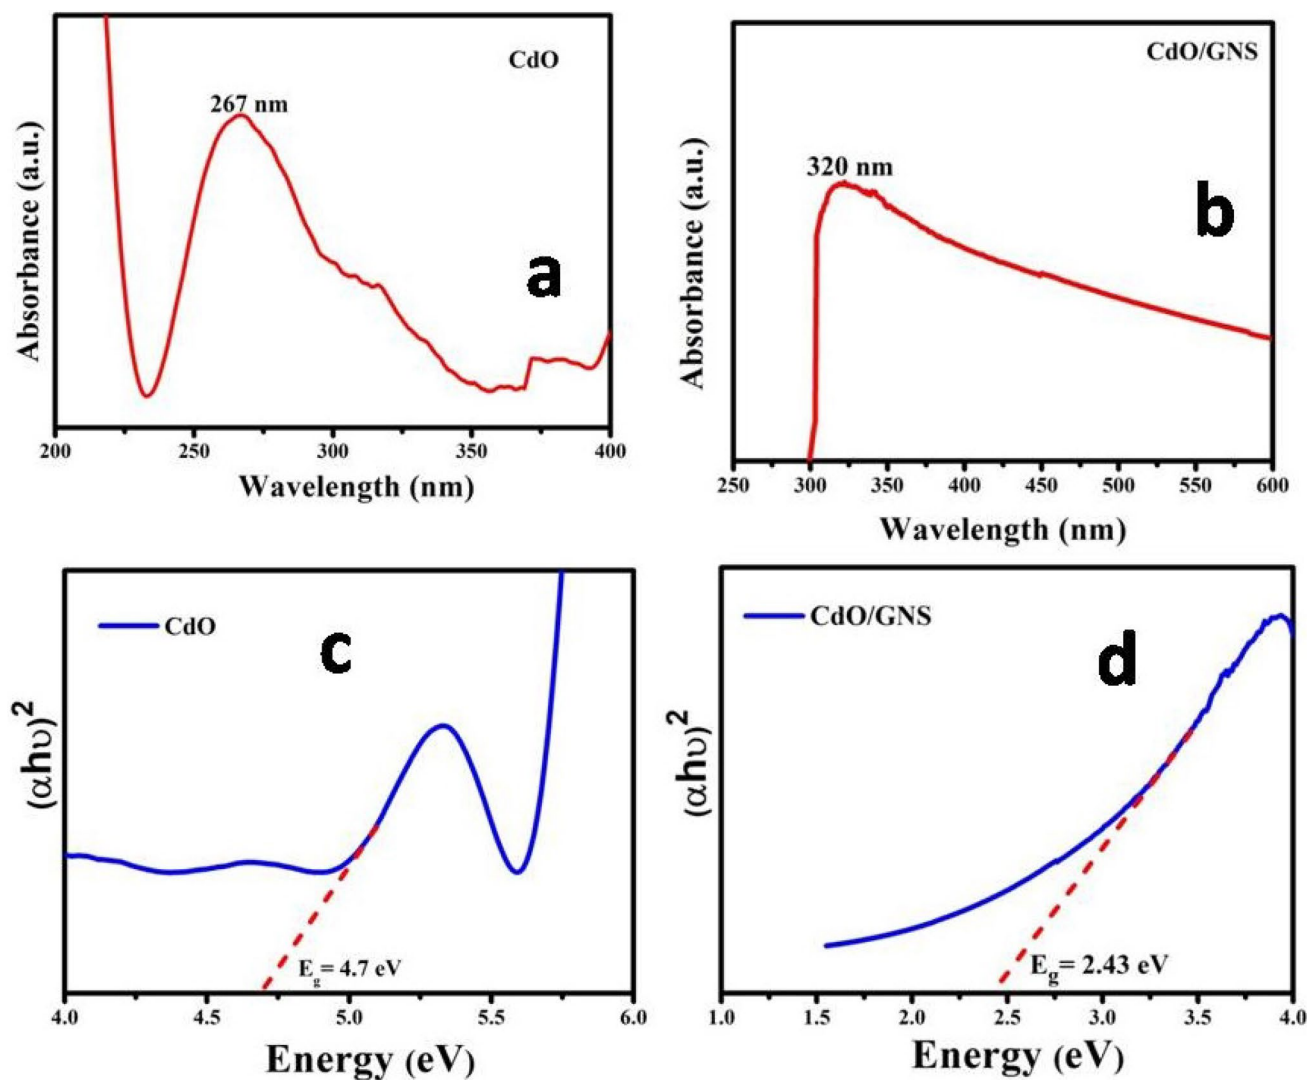 CdO
267 nm
a
Absorbance (a.u.)
200 250 300 350 400
Wavelength (nm)
CdO/GNS
320 nm
b
Absorbance (a.u.)
250 300 350 400 450 500 550 600
Wavelength (nm)
CdO
c
(αhυ)²
E_g= 4.7 eV
4.0 4.5 5.0 5.5 6.0
Energy (eV)
CdO/GNS
d
(αhυ)²
E_g= 2.43 eV
1.0 1.5 2.0 2.5 3.0 3.5 4.0
Energy (eV)